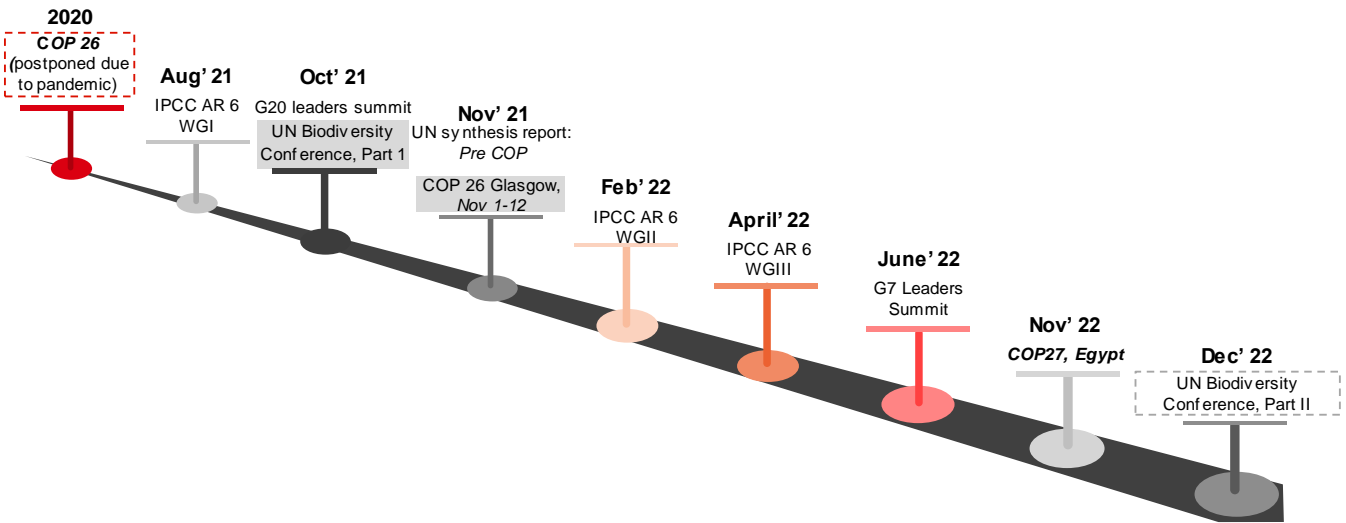 2020
COP 26
(postponed due
to pandemic)
Aug' 21
IPCC AR 6
WGI
Oct' 21
G20 leaders summit
UN Biodiversity
Conference, Part 1
Nov' 21
UN synthesis report:
Pre COP
COP 26 Glasgow,
Nov 1-12
Feb' 22
IPCC AR 6
WGII
April' 22
IPCC AR 6
WGIII
June' 22
G7 Leaders
Summit
Nov' 22
COP27, Egypt
Dec' 22
UN Biodiversity
Conference, Part II